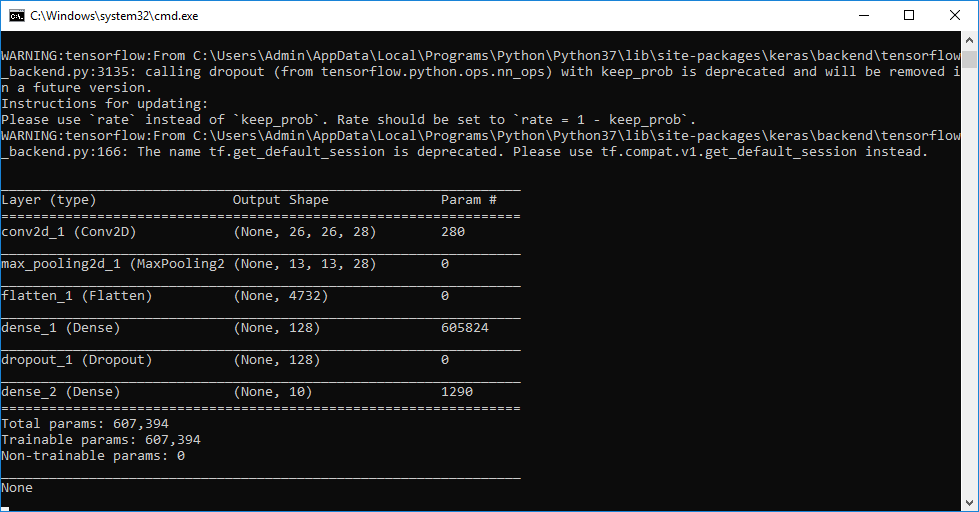 C:\Windows\system32\cmd.exe
WARNING:tensorflow:From C:\Users\Admin\AppData\Local\Programs\Python\Python37\lib\site-packages\keras\backend\tensorflow
_backend.py:3135: calling dropout (from tensorflow.python.ops.nn_ops) with keep_prob is deprecated and will be removed i
n a future version.
Instructions for updating:
Please use `rate` instead of `keep_prob`. Rate should be set to `rate = 1 - keep_prob`.
WARNING:tensorflow:From C:\Users\Admin\AppData\Local\Programs\Python\Python37\lib\site-packages\keras\backend\tensorflow
_backend.py:166: The name tf.get_default_session is deprecated. Please use tf.compat.v1.get_default_session instead.
_________________________________________________________________
Layer (type)                 Output Shape              Param #
=================================================================
conv2d_1 (Conv2D)            (None, 26, 26, 28)        280
_________________________________________________________________
max_pooling2d_1 (MaxPooling2 (None, 13, 13, 28)        0
_________________________________________________________________
flatten_1 (Flatten)          (None, 4732)              0
_________________________________________________________________
dense_1 (Dense)              (None, 128)               605824
_________________________________________________________________
dropout_1 (Dropout)          (None, 128)               0
_________________________________________________________________
dense_2 (Dense)              (None, 10)                1290
=================================================================
Total params: 607,394
Trainable params: 607,394
Non-trainable params: 0
_________________________________________________________________
None